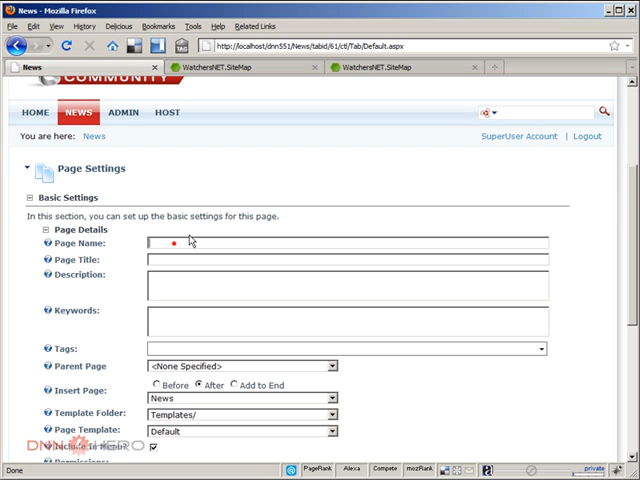 News - Mozilla Firefox
File Edit View History Delicious Bookmarks Tools Help Related Links
http://localhost/dnn551/News/tabid/61/ctl/Tab/Default.aspx
News WatchersNET.SiteMap WatchersNET.SiteMap
COMMUNITY
HOME NEWS ADMIN HOST
You are here: News SuperUser Account | Logout
Page Settings
Basic Settings
In this section, you can set up the basic settings for this page.
Page Details
Page Name:
Page Title:
Description:
Keywords:
Tags:
Parent Page <None Specified>
Insert Page: Before After Add to End
News
Template Folder: Templates/
Page Template: Default
DNN HERO
Include In Menu?
Permissions:
Done PageRank Alexa Compete mozRank private